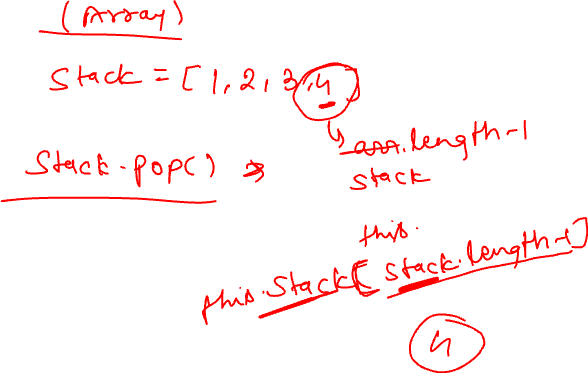 (Array)
Stack = [1, 2, 3, 4]
arr.length-1
Stack.pop() →
stack
this.
this.Stack[stack.length-1]
4